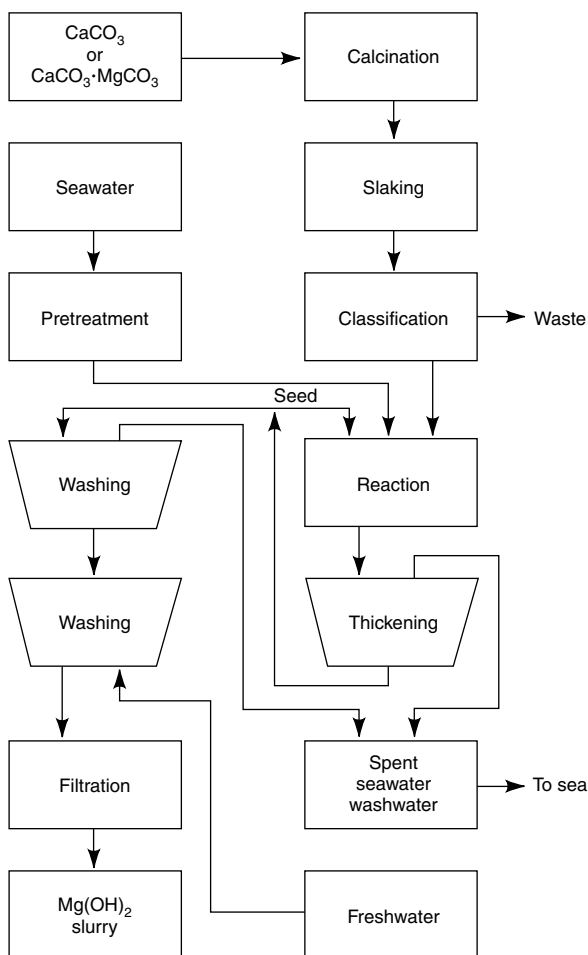 CaCO₃
or
CaCO₃·MgCO₃
Calcination
Seawater
Slaking
Pretreatment
Classification
Waste
Seed
Washing
Reaction
Washing
Thickening
Filtration
Spent
seawater
washwater
To sea
Mg(OH)₂
slurry
Freshwater